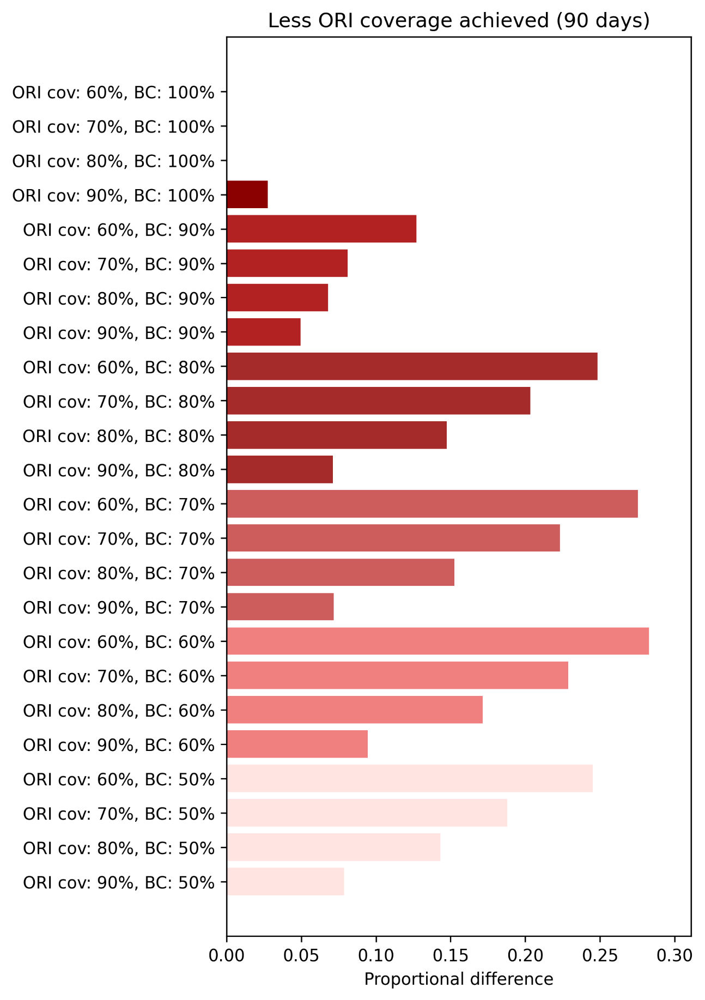 Less ORI coverage achieved (90 days)
ORI cov: 60%, BC: 100%
ORI cov: 70%, BC: 100%
ORI cov: 80%, BC: 100%
ORI cov: 90%, BC: 100%
ORI cov: 60%, BC: 90%
ORI cov: 70%, BC: 90%
ORI cov: 80%, BC: 90%
ORI cov: 90%, BC: 90%
ORI cov: 60%, BC: 80%
ORI cov: 70%, BC: 80%
ORI cov: 80%, BC: 80%
ORI cov: 90%, BC: 80%
ORI cov: 60%, BC: 70%
ORI cov: 70%, BC: 70%
ORI cov: 80%, BC: 70%
ORI cov: 90%, BC: 70%
ORI cov: 60%, BC: 60%
ORI cov: 70%, BC: 60%
ORI cov: 80%, BC: 60%
ORI cov: 90%, BC: 60%
ORI cov: 60%, BC: 50%
ORI cov: 70%, BC: 50%
ORI cov: 80%, BC: 50%
ORI cov: 90%, BC: 50%
0.00 0.05 0.10 0.15 0.20 0.25 0.30
Proportional difference